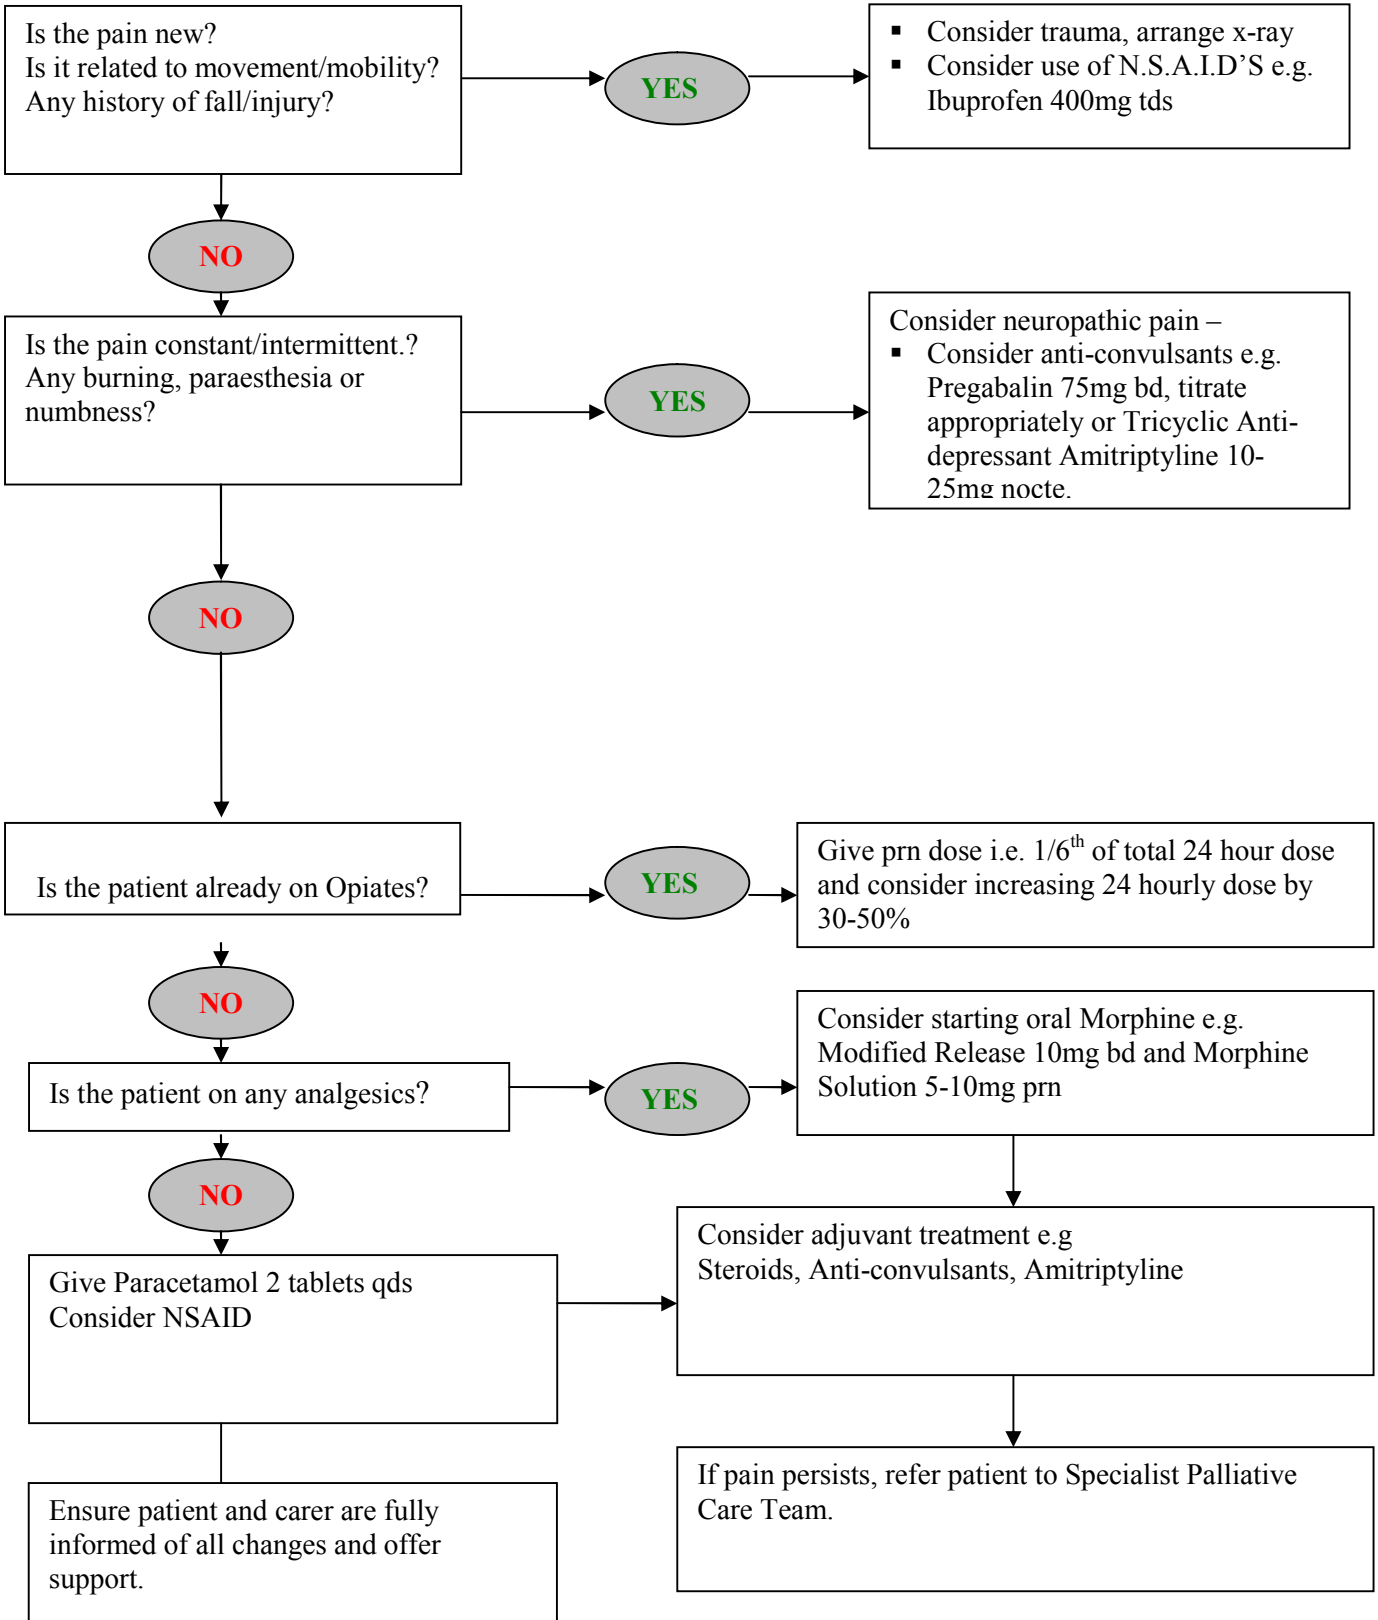 Is the pain new?
Is it related to movement/mobility?
Any history of fall/injury?
YES
▪ Consider trauma, arrange x-ray
▪ Consider use of N.S.A.I.D’S e.g.
Ibuprofen 400mg tds
NO
Is the pain constant/intermittent.?
Any burning, paraesthesia or
numbness?
YES
Consider neuropathic pain –
▪ Consider anti-convulsants e.g.
Pregabalin 75mg bd, titrate
appropriately or Tricyclic Anti-
depressant Amitriptyline 10-
25mg nocte.
NO
Is the patient already on Opiates?
YES
Give prn dose i.e. 1/6th of total 24 hour dose
and consider increasing 24 hourly dose by
30-50%
NO
Is the patient on any analgesics?
YES
Consider starting oral Morphine e.g.
Modified Release 10mg bd and Morphine
Solution 5-10mg prn
NO
Give Paracetamol 2 tablets qds
Consider NSAID
Consider adjuvant treatment e.g
Steroids, Anti-convulsants, Amitriptyline
Ensure patient and carer are fully
informed of all changes and offer
support.
If pain persists, refer patient to Specialist Palliative
Care Team.